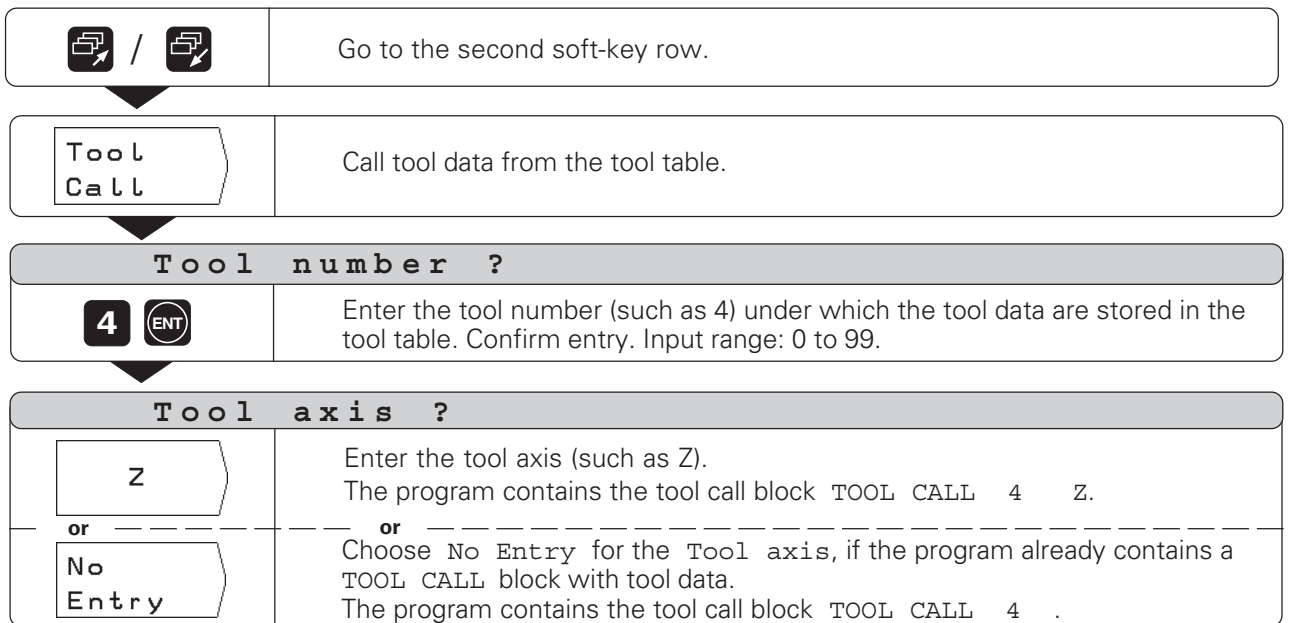 /
Go to the second soft-key row.
Tool
Call
Call tool data from the tool table.
Tool number ?
4 ENT
Enter the tool number (such as 4) under which the tool data are stored in the
tool table. Confirm entry. Input range: 0 to 99.
Tool axis ?
Z
Enter the tool axis (such as Z).
The program contains the tool call block TOOL CALL 4 Z.
or
or
No
Entry
Choose No Entry for the Tool axis, if the program already contains a
TOOL CALL block with tool data.
The program contains the tool call block TOOL CALL 4 .